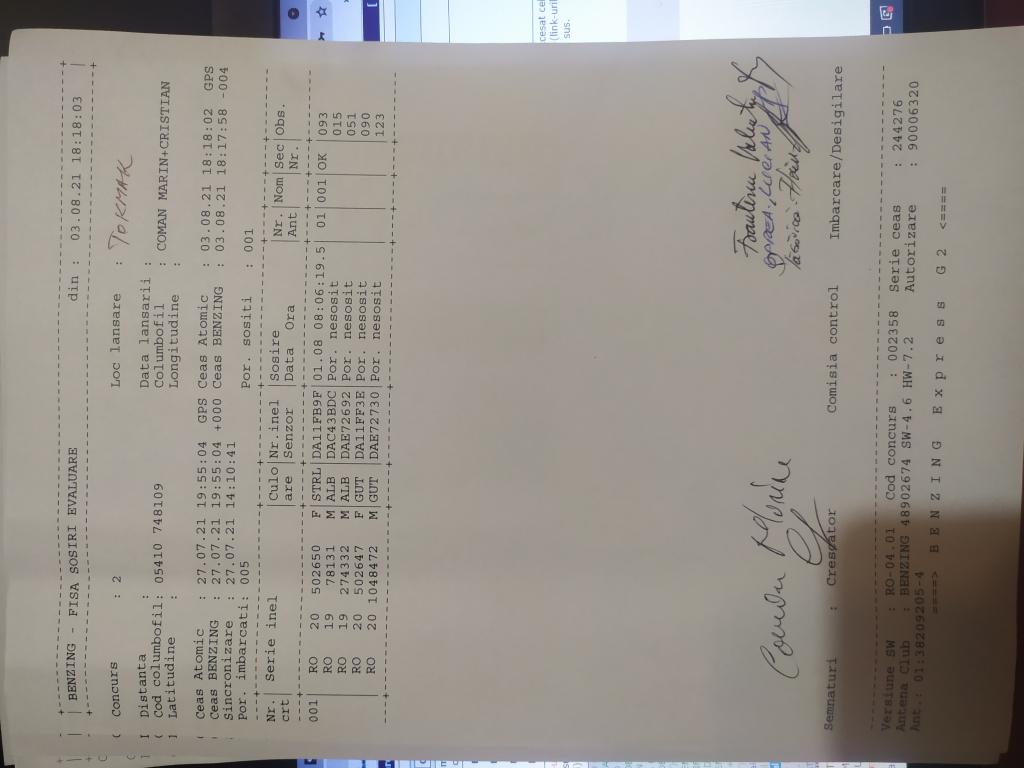 BENZING - FISA SOSIRI EVALUARE din : 03.08.21 18:18:03
Concurs : 2 Loc lansare : TOKMAK
Distanta : Data lansarii :
Cod columbofil: 05410 748109 Columbofil : COMAN MARIN+CRISTIAN
Latitudine : Longitudine :
Ceas Atomic : 27.07.21 19:55:04 GPS Ceas Atomic : 03.08.21 18:18:02 GPS
Ceas BENZING : 27.07.21 19:55:04 +000 Ceas BENZING : 03.08.21 18:17:58 -004
Sincronizare : 27.07.21 14:10:41
Por. imbarcati: 005 Por. sositi : 001
Nr. | Serie inel | Culo | Nr.inel | Sosire | Nr. | Nom | Sec | Obs.
crt | are | Senzor | Data Ora | Ant | Nr. |
001 | RO 20 502650 F | STRL | DA11FB9F | 01.08 08:06:19.5 | 01 | 001 | OK | 093
RO 19 78131 M | ALB | DAC43BDC | Por. nesosit | 015
RO 19 274332 M | ALB | DAE72692 | Por. nesosit | 051
RO 20 502647 F | GUT | DA11FF3E | Por. nesosit | 090
RO 20 1048472 M | GUT | DAE72730 | Por. nesosit | 123
Semnaturi : Crescator Comisia control Imbarcare/Desigilare
Versiune SW : RO-04.01 Cod concurs : 002358 Serie ceas : 244276
Antena Club : BENZING 48902674 SW-4.6 HW-7.2 Autorizare : 90006320
Ant.: 01:38209205-4
====> B E N Z I N G E x p r e s s G 2 <====